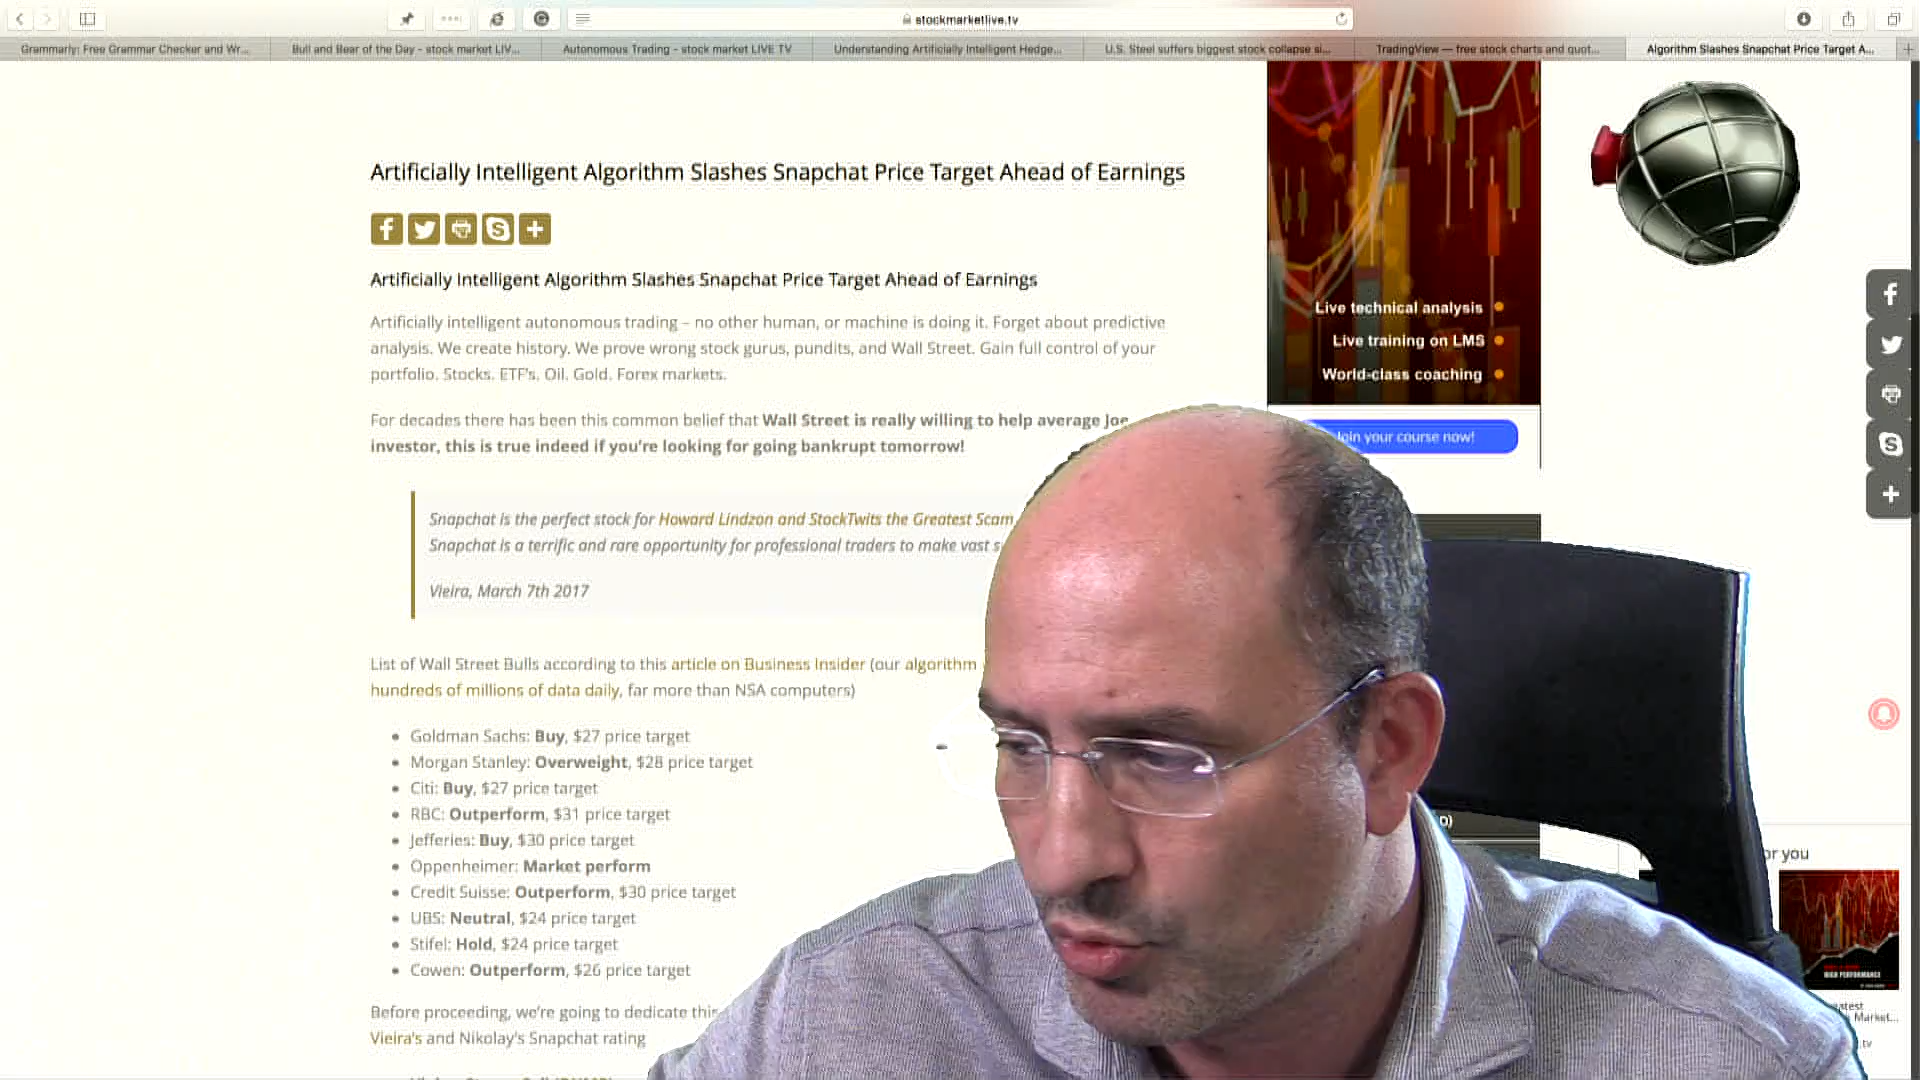 stockmarketlive.tv
Grammarly: Free Grammar Checker and Wr...
Bull and Bear of the Day - stock market LIV...
Autonomous Trading - stock market LIVE TV
Understanding Artificially Intelligent Hedge...
U.S. Steel suffers biggest stock collapse si...
TradingView — free stock charts and quot...
Algorithm Slashes Snapchat Price Target A...
Artificially Intelligent Algorithm Slashes Snapchat Price Target Ahead of Earnings
Artificially Intelligent Algorithm Slashes Snapchat Price Target Ahead of Earnings
Artificially intelligent autonomous trading – no other human, or machine is doing it. Forget about predictive
analysis. We create history. We prove wrong stock gurus, pundits, and Wall Street. Gain full control of your
portfolio. Stocks. ETF's. Oil. Gold. Forex markets.
For decades there has been this common belief that Wall Street is really willing to help average Joe
investor, this is true indeed if you're looking for going bankrupt tomorrow!
Snapchat is the perfect stock for Howard Lindzon and StockTwits the Greatest Scam
Snapchat is a terrific and rare opportunity for professional traders to make vast
Vieira, March 7th 2017
List of Wall Street Bulls according to this article on Business Insider (our algorithm
hundreds of millions of data daily, far more than NSA computers)
Goldman Sachs: Buy, $27 price target
Morgan Stanley: Overweight, $28 price target
Citi: Buy, $27 price target
RBC: Outperform, $31 price target
Jefferies: Buy, $30 price target
Oppenheimer: Market perform
Credit Suisse: Outperform, $30 price target
UBS: Neutral, $24 price target
Stifel: Hold, $24 price target
Cowen: Outperform, $26 price target
Before proceeding, we're going to dedicate this
Vieira's and Nikolay's Snapchat rating
Live technical analysis
Live training on LMS
World-class coaching
Join your course now!
you
HIGH PERFORMANCE
Market...
.tv